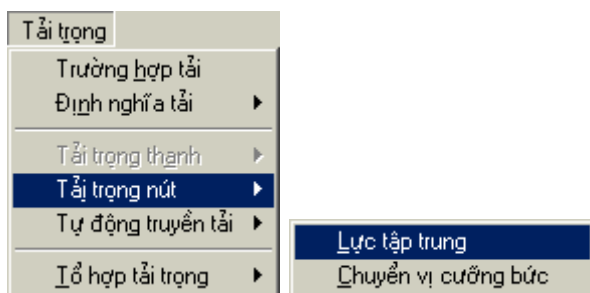 Tải trọng
Trường hợp tải
Định nghĩa tải
Tải trọng thanh
Tải trọng nút
Tự động truyền tải
Tổ hợp tải trọng
Lực tập trung
Chuyển vị cưỡng bức